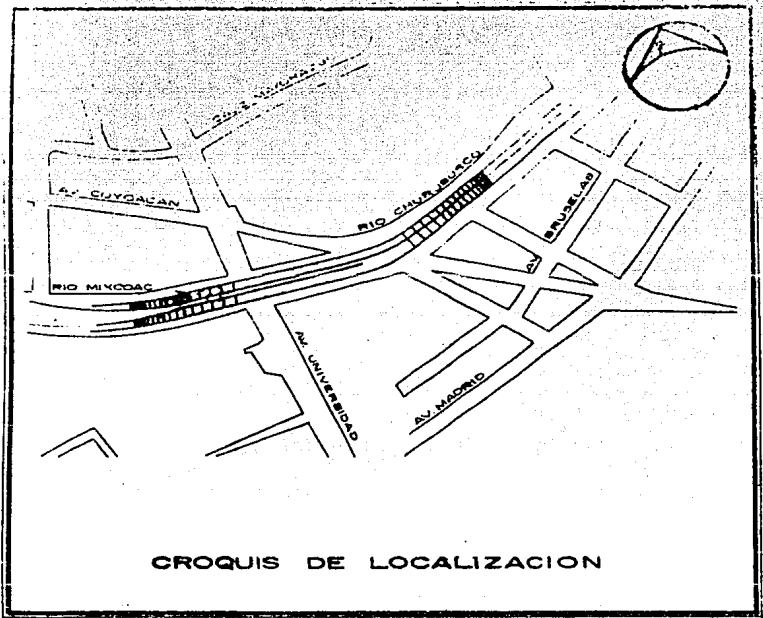 AV. COYOACAN
RIO CHURUBUSCO
AV. BRUSELAS
RIO MIXCOAC
AV. UNIVERSIDAD
AV. MADRID
CROQUIS DE LOCALIZACION